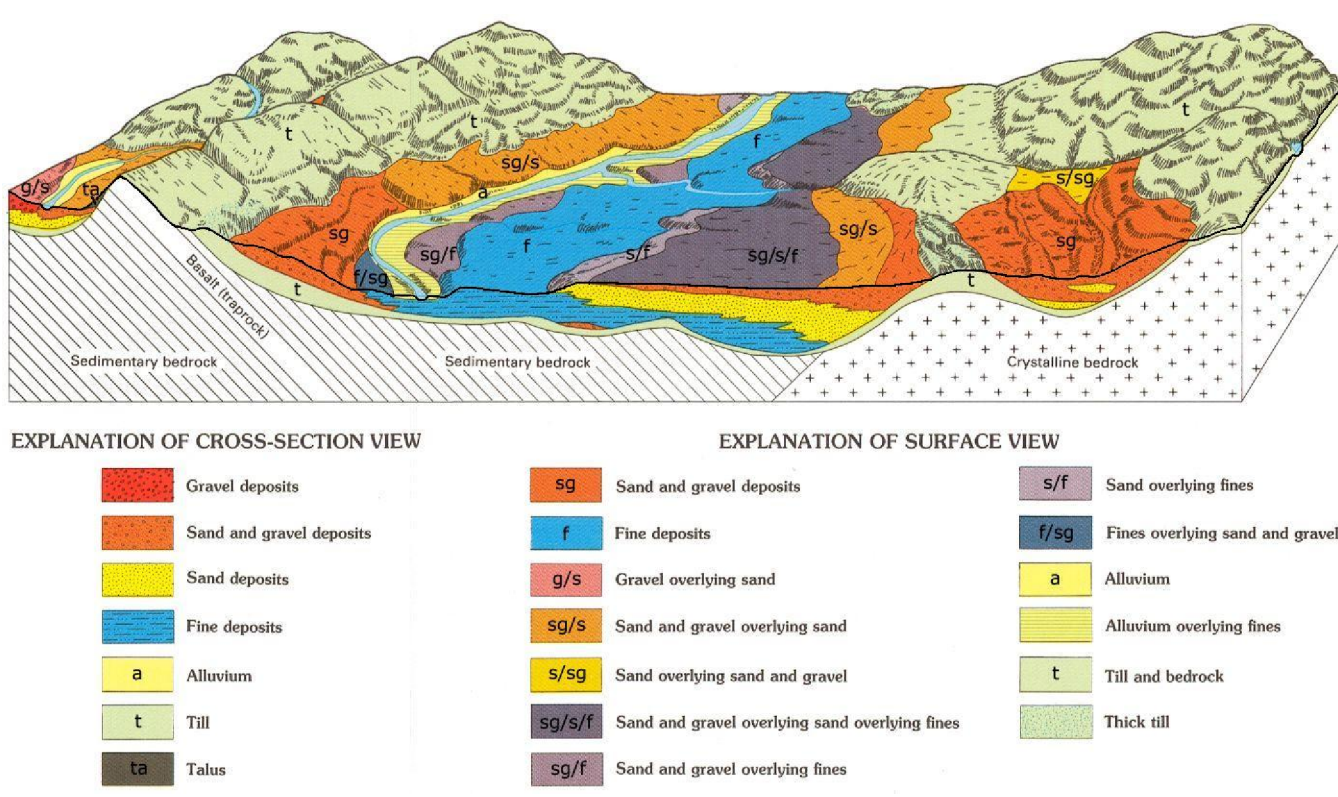 t
t
t
g/s
ta
f
sg/s
a
s/sg
sg
sg/f
f
s/f
sg/s
sg/s/f
sg
f/sg
t
t
Basalt (traprock)
Sedimentary bedrock
Sedimentary bedrock
Crystalline bedrock
EXPLANATION OF CROSS-SECTION VIEW
Gravel deposits
Sand and gravel deposits
Sand deposits
Fine deposits
a Alluvium
t Till
ta Talus
EXPLANATION OF SURFACE VIEW
sg Sand and gravel deposits
f Fine deposits
g/s Gravel overlying sand
sg/s Sand and gravel overlying sand
s/sg Sand overlying sand and gravel
sg/s/f Sand and gravel overlying sand overlying fines
sg/f Sand and gravel overlying fines
s/f Sand overlying fines
f/sg Fines overlying sand and gravel
a Alluvium
Alluvium overlying fines
t Till and bedrock
Thick till